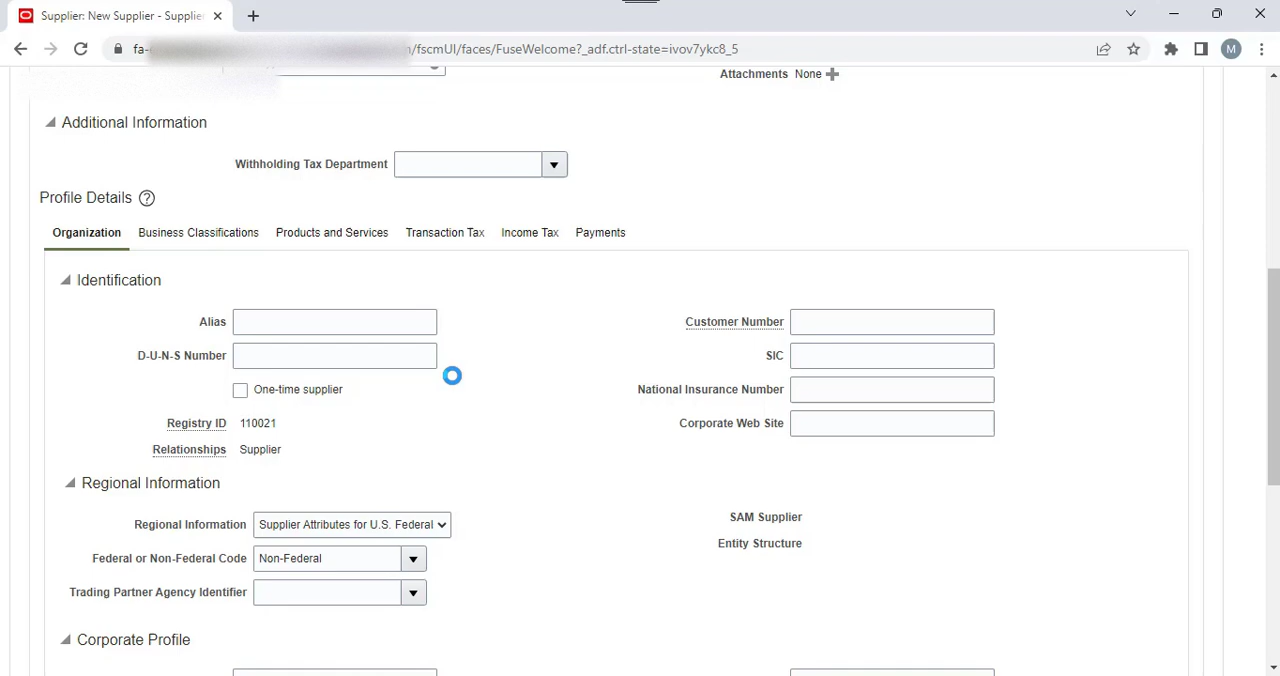 Supplier: New Supplier - Supplier
fa-
n/fscmUI/faces/FuseWelcome?_adf.ctrl-state=ivov7ykc8_5
M
Attachments None
Additional Information
Withholding Tax Department
Profile Details ?
Organization Business Classifications Products and Services Transaction Tax Income Tax Payments
Identification
Alias
Customer Number
D-U-N-S Number
SIC
One-time supplier
National Insurance Number
Registry ID 110021
Corporate Web Site
Relationships Supplier
Regional Information
Regional Information Supplier Attributes for U.S. Federal
SAM Supplier
Federal or Non-Federal Code Non-Federal
Entity Structure
Trading Partner Agency Identifier
Corporate Profile